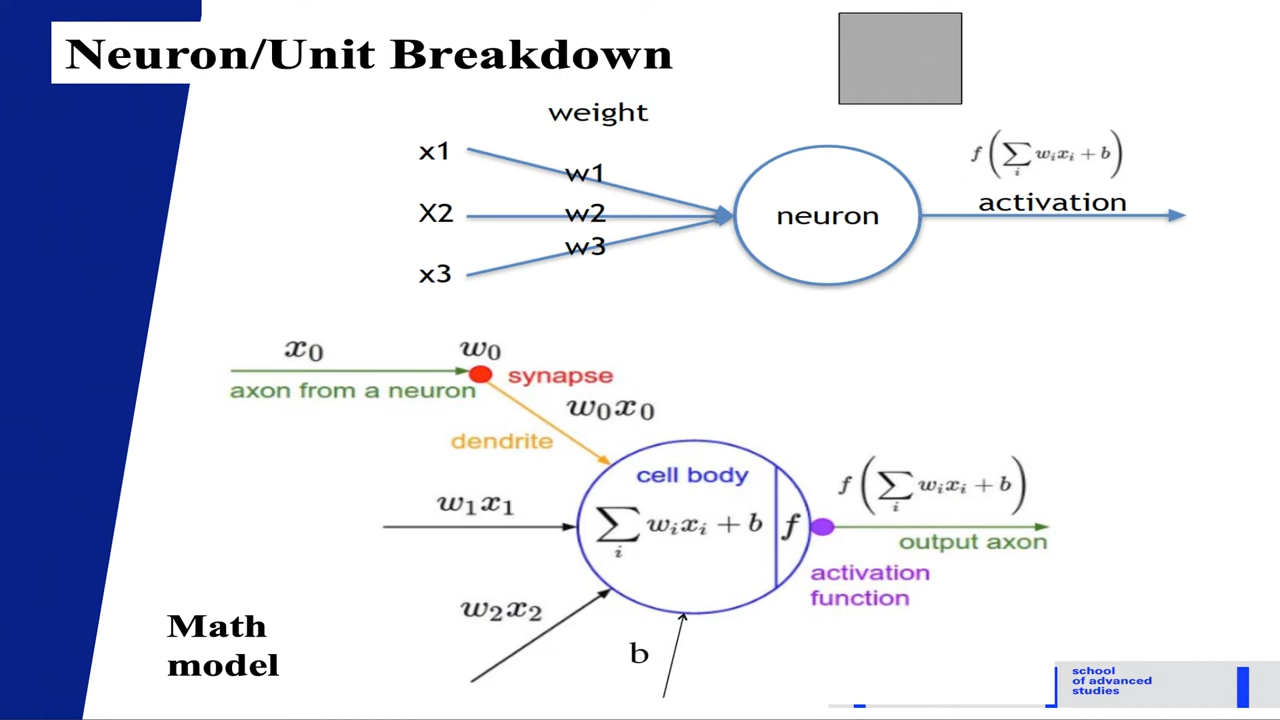 Neuron/Unit Breakdown
weight
x1
w1
X2
w2
x3
w3
neuron
f(∑ᵢ wᵢxᵢ + b)
activation
x₀
w₀
axon from a neuron
synapse
w₀x₀
dendrite
cell body
w₁x₁
∑ᵢ wᵢxᵢ + b
f
f(∑ᵢ wᵢxᵢ + b)
output axon
activation
function
w₂x₂
b
Math
model
school
of advanced
studies